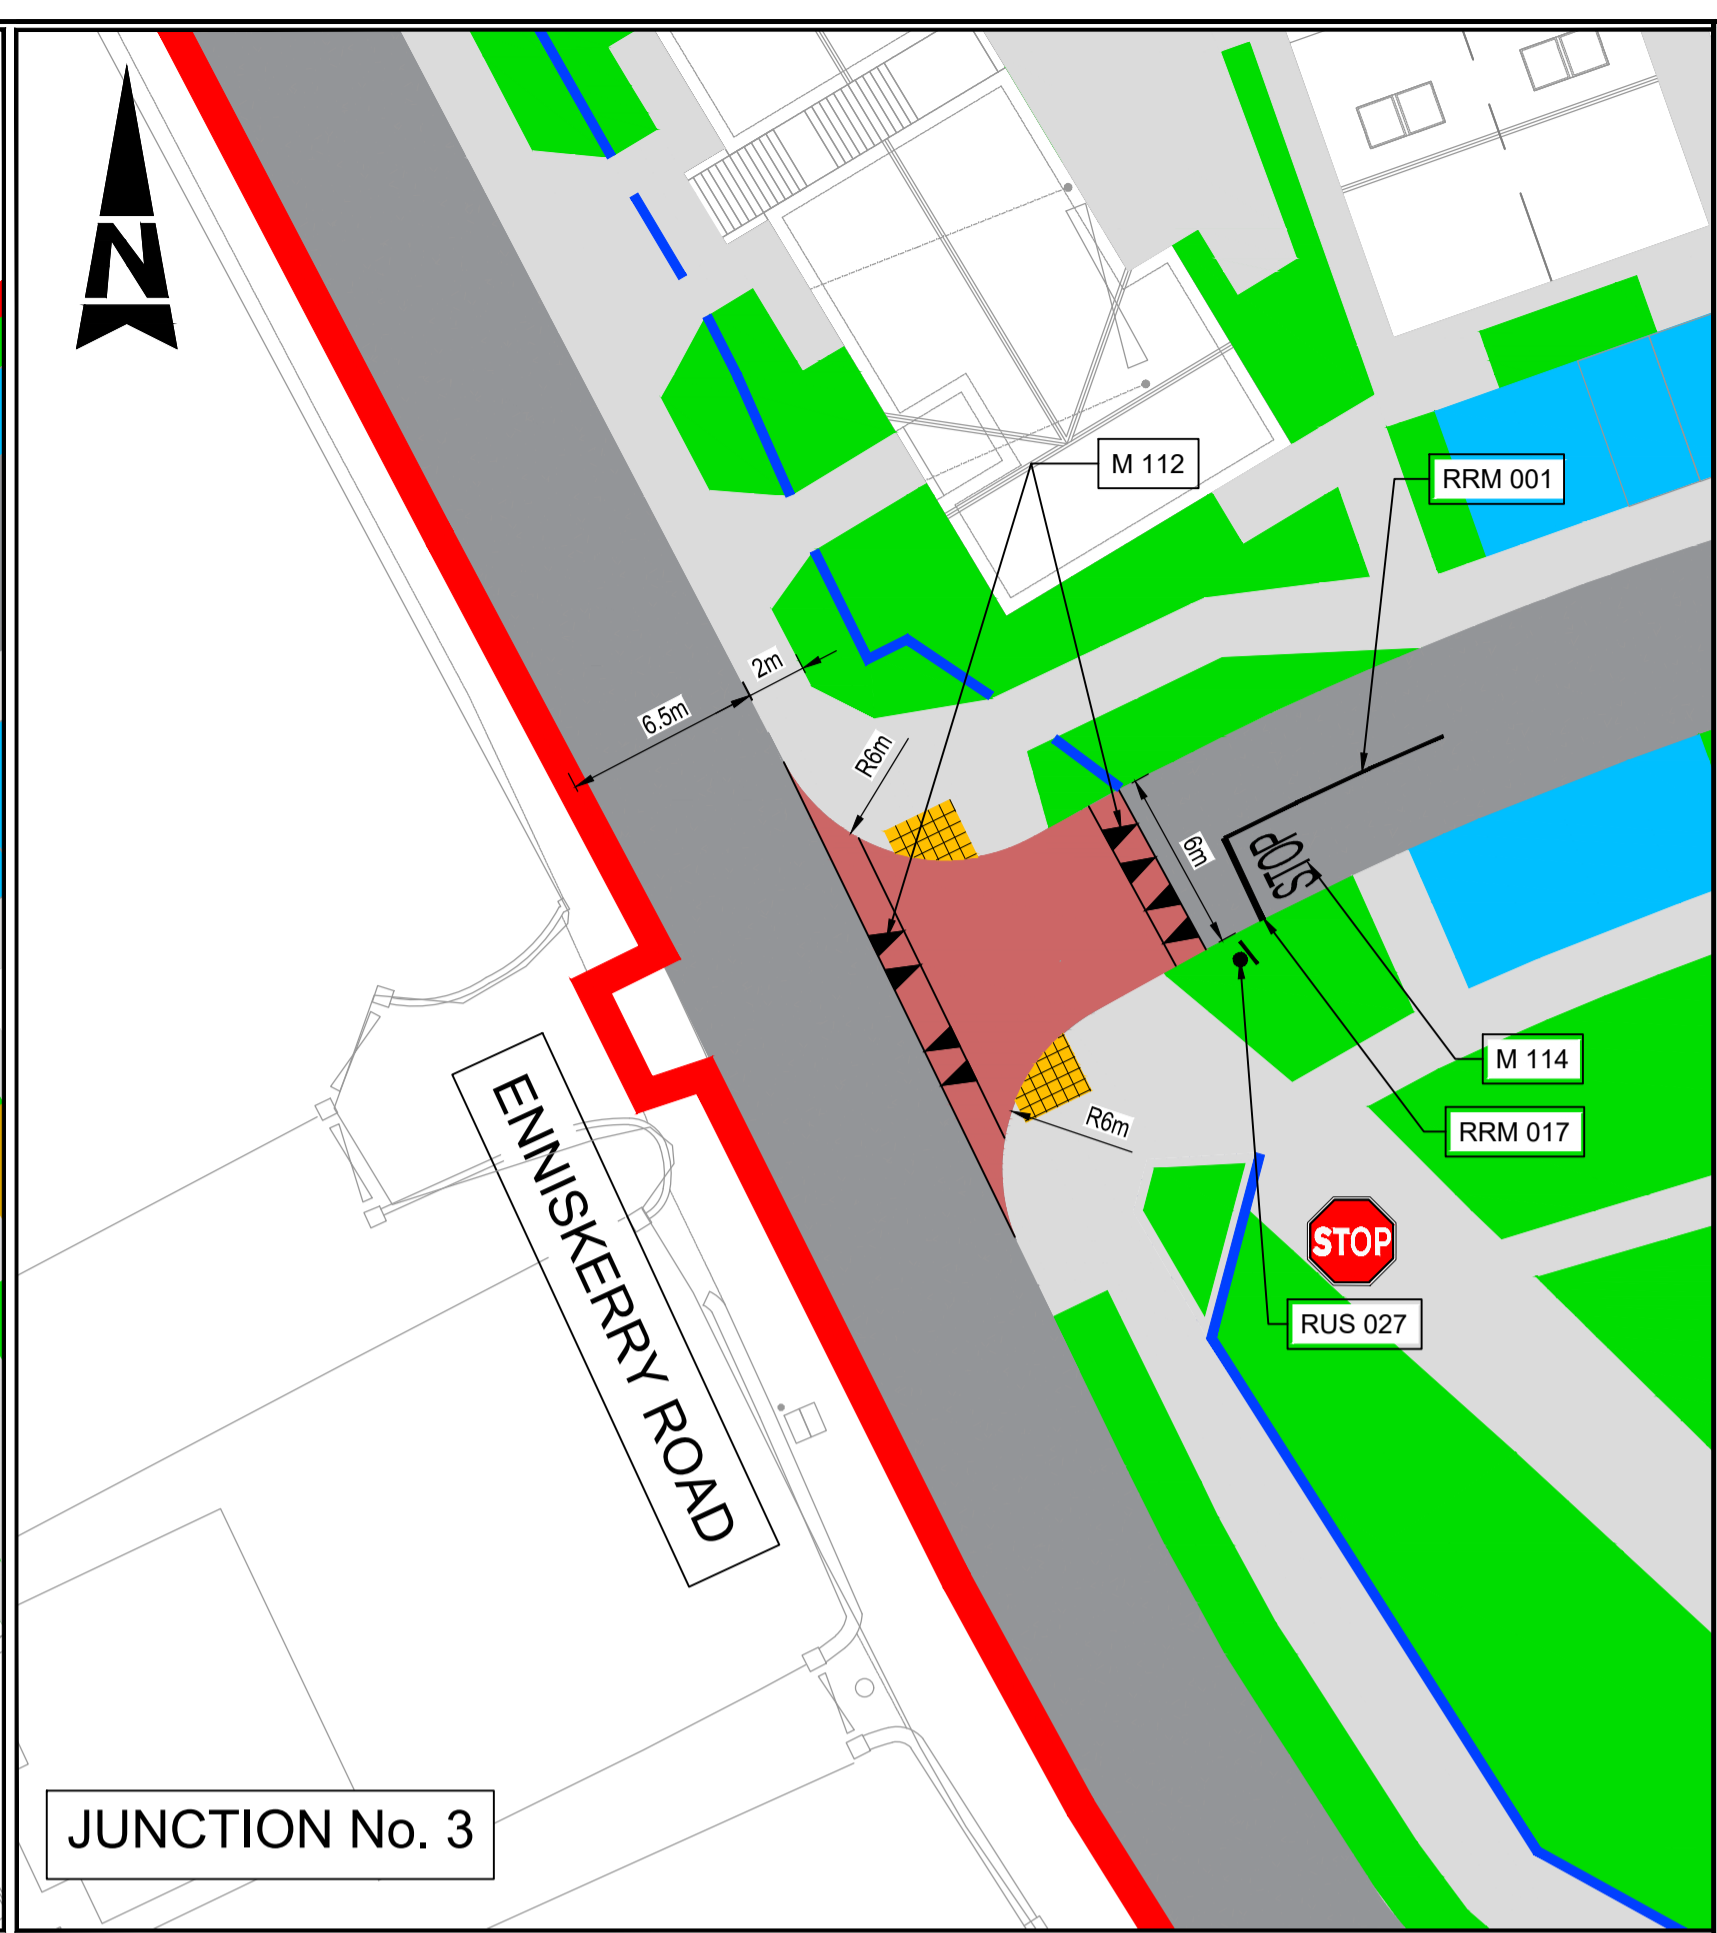 N
M 112
RRM 001
2m
6.5m
R6m
6m
STOP
M 114
R6m
RRM 017
STOP
RUS 027
ENNISKERRY ROAD
JUNCTION No. 3